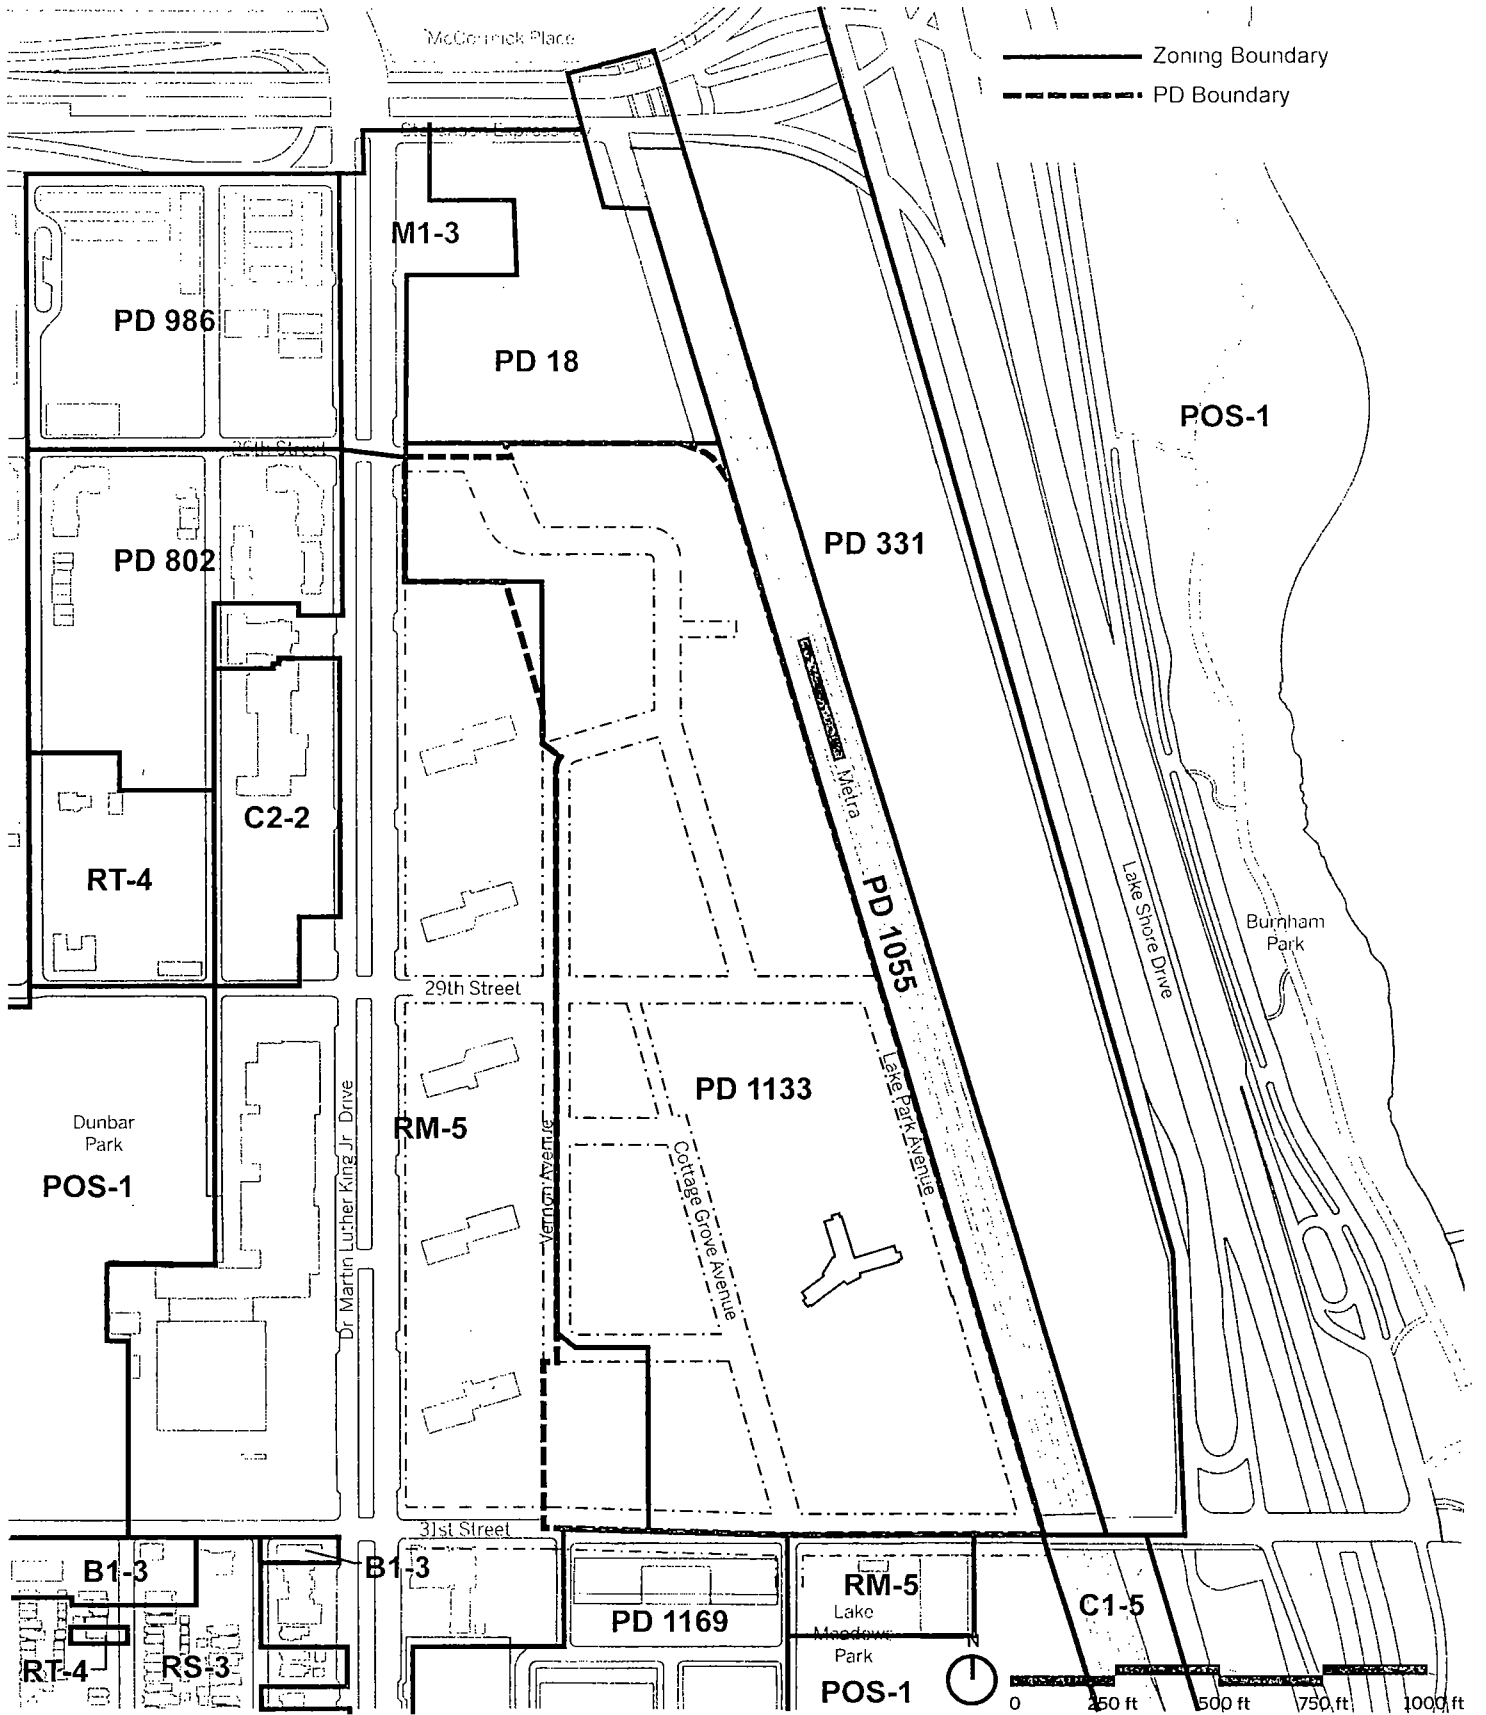 McCormick Place
Zoning Boundary
PD Boundary
Stevenson Expressway
M1-3
PD 986
PD 18
POS-1
26th Street
PD 331
PD 802
Metra
C2-2
RT-4
PD 1055
Lake Shore Drive
Burnham
Park
29th Street
PD 1133
Lake Park Avenue
Dunbar
Park
POS-1
Dr Martin Luther King Jr Drive
RM-5
Vernon Avenue
Cottage Grove Avenue
31st Street
B1-3
B1-3
RM-5
C1-5
PD 1169
Lake
Meadows
Park
RT-4
RS-3
POS-1
N
0
250 ft
500 ft
750 ft
1000 ft